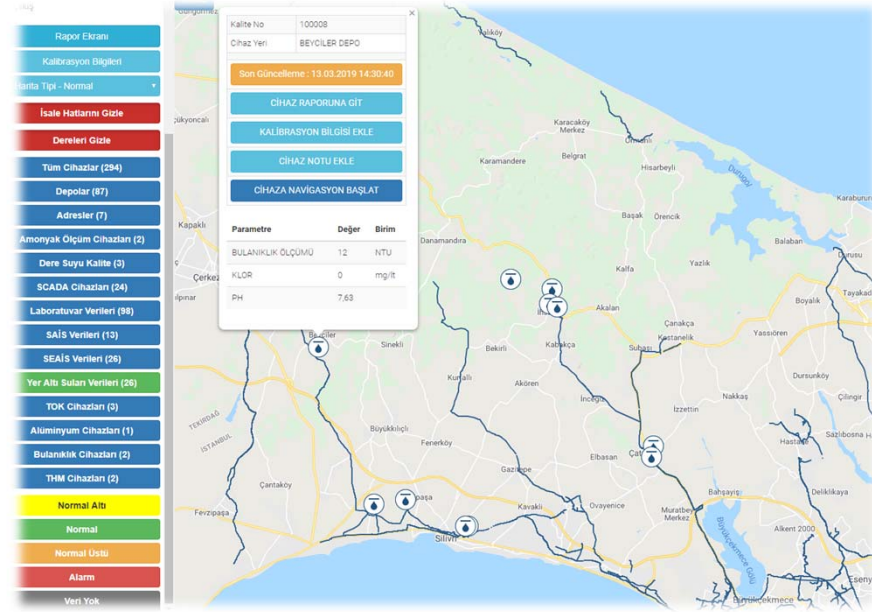 Rapor Ekranı
Kalibrasyon Bilgileri
Harita Tipi - Normal
İsale Hatlarını Gizle
Dereleri Gizle
Tüm Cihazlar (294)
Depolar (87)
Adresler (7)
Amonyak Ölçüm Cihazları (2)
Dere Suyu Kalite (3)
SCADA Cihazları (24)
Laboratuvar Verileri (98)
SAİS Verileri (13)
SEAİS Verileri (26)
Yer Altı Suları Verileri (26)
TOK Cihazları (3)
Alüminyum Cihazları (1)
Bulanıklık Cihazları (2)
THM Cihazları (2)
Normal Altı
Normal
Normal Üstü
Alarm
Veri Yok
×
Kalite No 100008
Cihaz Yeri BEYCİLER DEPO
Son Güncelleme : 13.03.2019 14:30:40
CİHAZ RAPORUNA GİT
KALİBRASYON BİLGİSİ EKLE
CİHAZ NOTU EKLE
CİHAZA NAVİGASYON BAŞLAT
Parametre Değer Birim
BULANIKLIK ÖLÇÜMÜ 12 NTU
KLOR 0 mg/lt
PH 7,63
Yalıköy
Karacaköy
Merkez
Ormanlı
Karamandere
Belgrat
Hisarbeyli
Durugöl
Karaburun
Başak
Örencik
Kapaklı
Danamandıra
Balaban
Durusu
Yazlık
Kalfa
Tayakad
Boyalık
Akalan
Çanakça
Kestanelik
Yassıören
Subaşı
Beyciler
Sinekli
Bekirli
Kabakça
Kurfallı
Akören
Dursunköy
Nakkaş
Çilingir
İnceğiz
İzzettin
TEKİRDAĞ
İSTANBUL
Büyükkılıçlı
Fenerköy
Sazlıbosna
Elbasan
Gazitepe
Çantaköy
Bahşayış
Deliklikaya
Fevzipaşa
Kavaklı
Ovayenice
Muratbey
Merkez
Alkent 2000
Silivri
Büyükçekmece Gölü
Büyükçekmece
Eseny